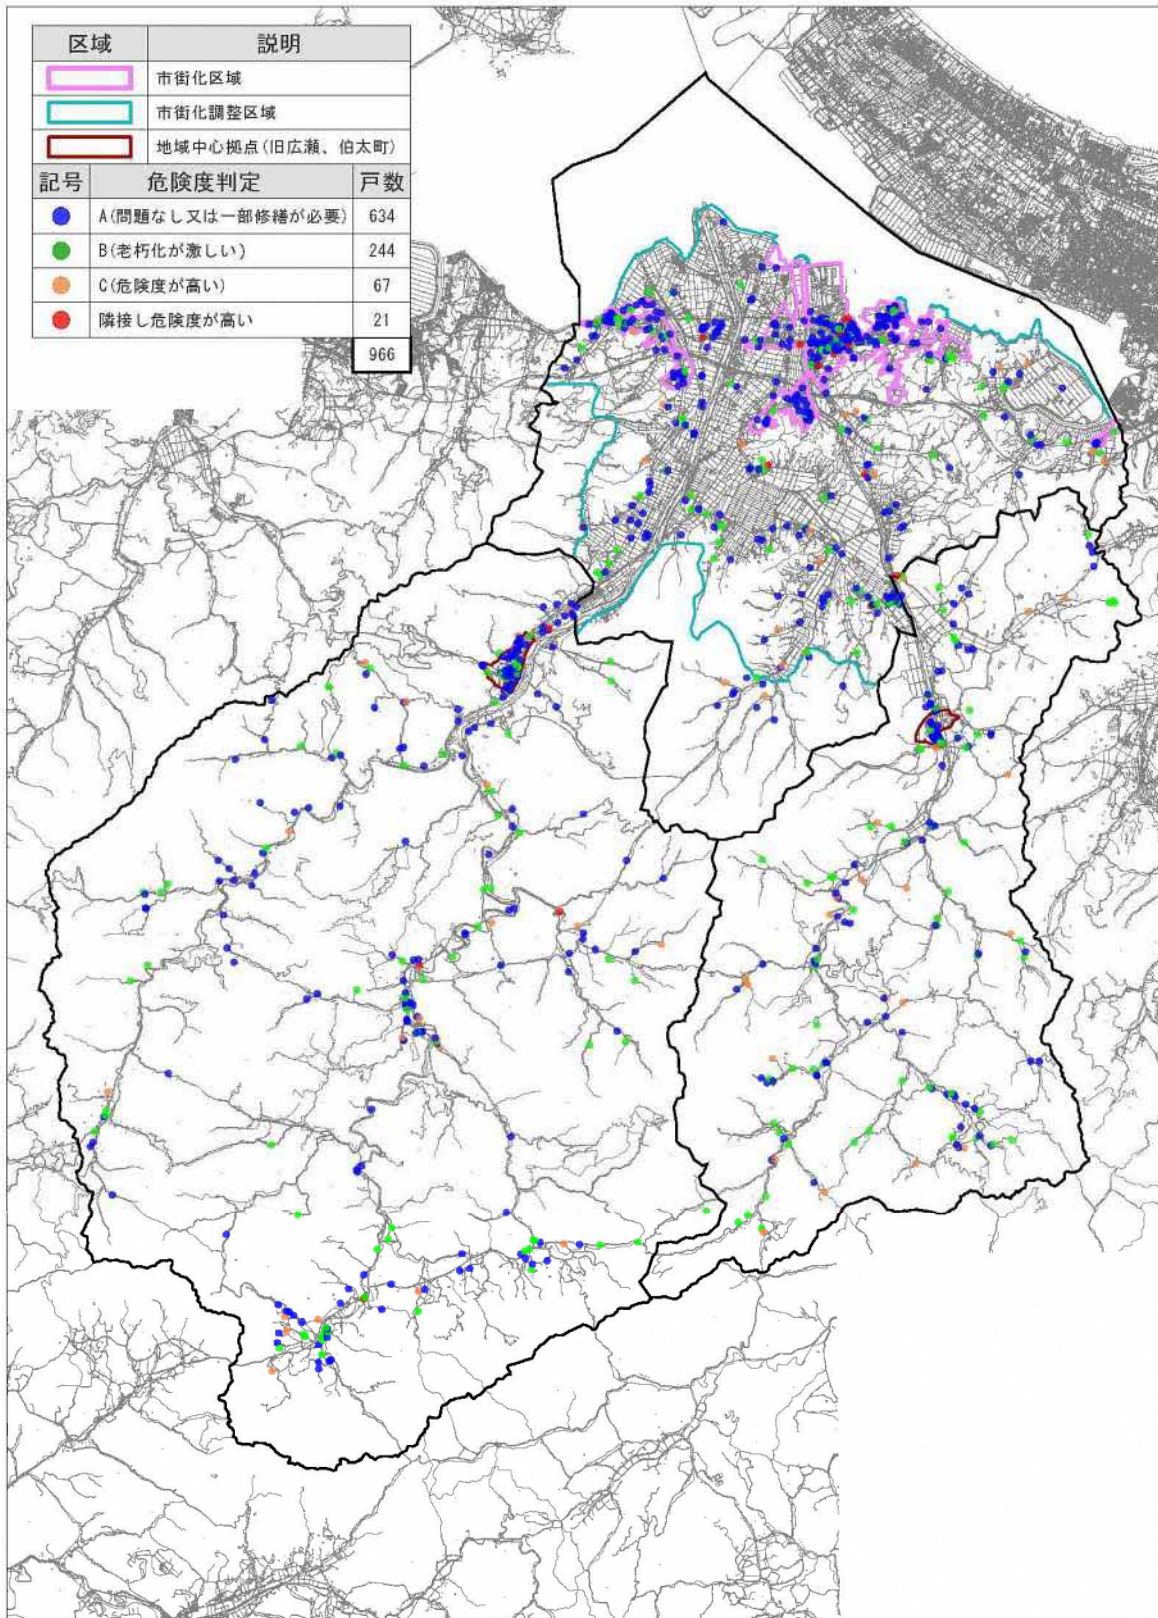 区域 説明
市街化区域
市街化調整区域
地域中心拠点(旧広瀬、伯太町)
記号 危険度判定 戸数
A(問題なし又は一部修繕が必要) 634
B(老朽化が激しい) 244
C(危険度が高い) 67
隣接し危険度が高い 21
966